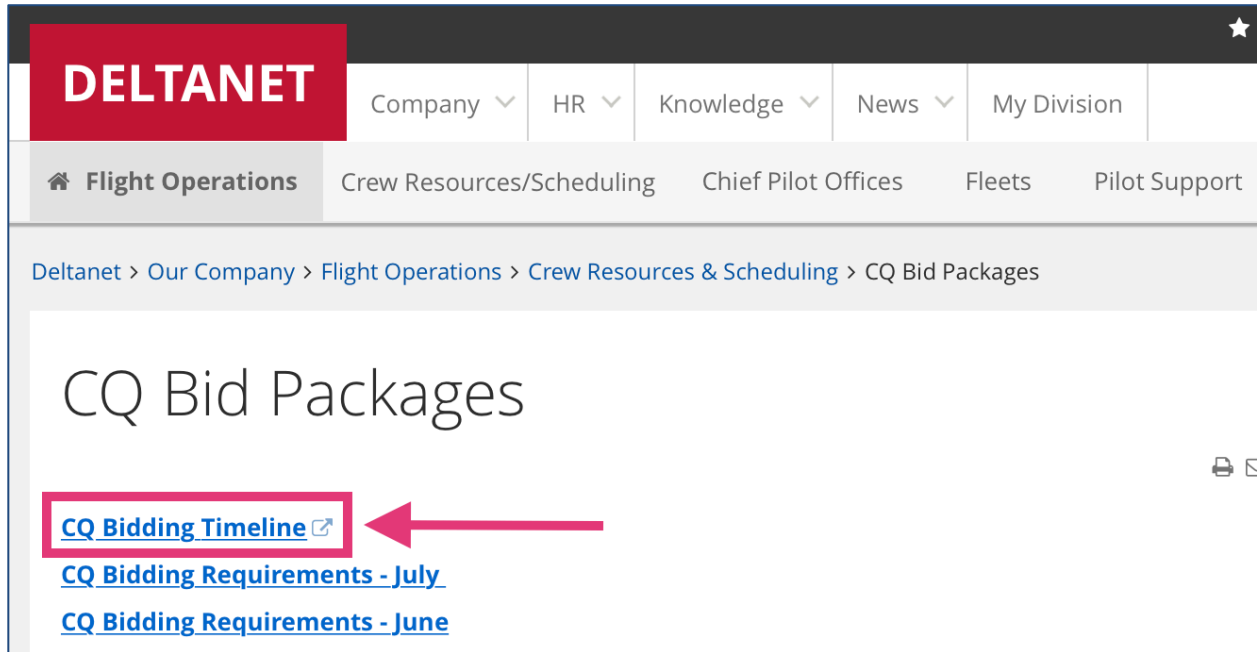 DELTANET
Company HR Knowledge News My Division
Flight Operations Crew Resources/Scheduling Chief Pilot Offices Fleets Pilot Support
Deltanet > Our Company > Flight Operations > Crew Resources & Scheduling > CQ Bid Packages
CQ Bid Packages
CQ Bidding Timeline
CQ Bidding Requirements - July
CQ Bidding Requirements - June